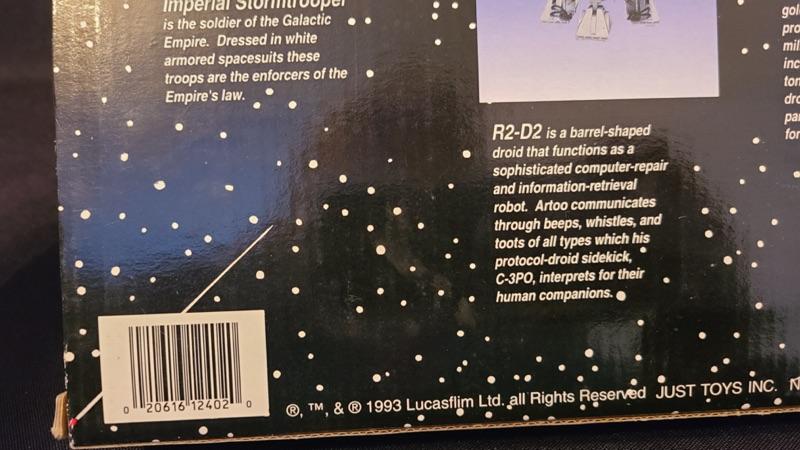 Imperial Stormtrooper
is the soldier of the Galactic
Empire. Dressed in white
armored spacesuits these
troops are the enforcers of the
Empire's law.
R2-D2 is a barrel-shaped
droid that functions as a
sophisticated computer-repair
and information-retrieval
robot. Artoo communicates
through beeps, whistles, and
toots of all types which his
protocol-droid sidekick,
C-3PO, interprets for their
human companions.
0 20616 12402 0
®, ™, & ® 1993 Lucasflim Ltd. all Rights Reserved JUST TOYS INC.